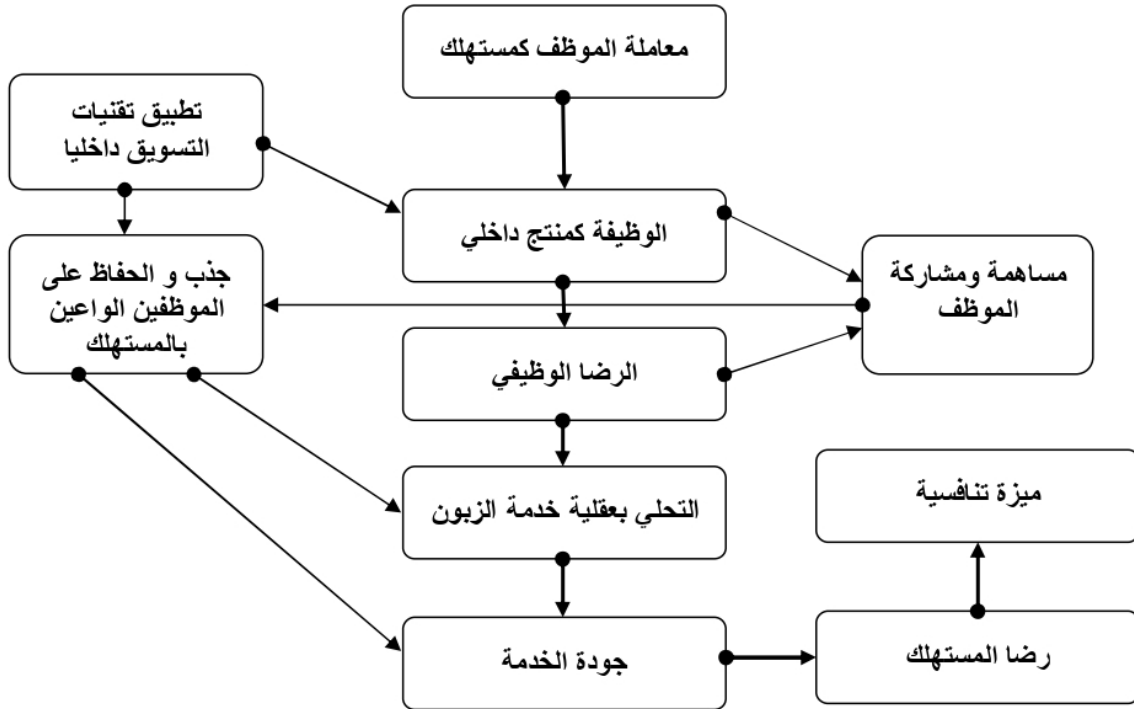 معاملة الموظف كمستهلك
تطبيق تقنيات
التسويق داخليا
الوظيفة كمنتج داخلي
جذب و الحفاظ على
الموظفين الواعين
بالمستهلك
مساهمة ومشاركة
الموظف
الرضا الوظيفي
التحلي بعقلية خدمة الزبون
ميزة تنافسية
جودة الخدمة
رضا المستهلك